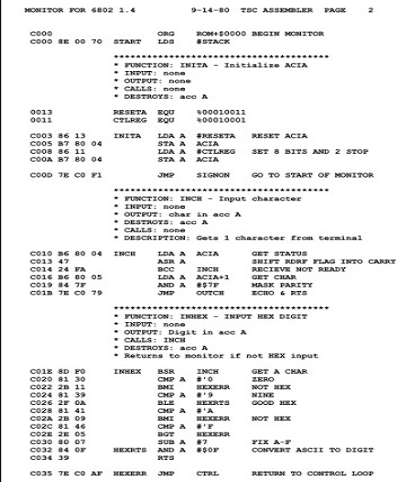 MONITOR FOR 6802 1.4          9-14-80  TSC ASSEMBLER  PAGE    2
C000                    ORG    ROM+$0000 BEGIN MONITOR
C000 8E 00 70  START    LDS    #STACK
*************************************
* FUNCTION: INITA - Initialize ACIA
* INPUT: none
* OUTPUT: none
* CALLS: none
* DESTROYS: acc A
0013           RESETA   EQU    %00010011
0011           CTLREG   EQU    %00010001
C003 86 13     INITA    LDA A  #RESETA    RESET ACIA
C005 B7 80 04           STA A  ACIA
C008 86 11              LDA A  #CTLREG    SET 8 BITS AND 2 STOP
C00A B7 80 04           STA A  ACIA
C00D 7E C0 F1           JMP    SIGNON     GO TO START OF MONITOR
*************************************
* FUNCTION: INCH - Input character
* INPUT: none
* OUTPUT: char in acc A
* DESTROYS: acc A
* CALLS: none
* DESCRIPTION: Gets 1 character from terminal
C010 B6 80 04  INCH     LDA A  ACIA       GET STATUS
C013 47                 ASR A             SHIFT RDRF FLAG INTO CARRY
C014 24 FA              BCC    INCH       RECIEVE NOT READY
C016 B6 80 05           LDA A  ACIA+1     GET CHAR
C019 84 7F              AND A  #$7F       MASK PARITY
C01B 7E C0 79           JMP    OUTCH      ECHO & RTS
*************************************
* FUNCTION: INHEX - INPUT HEX DIGIT
* INPUT: none
* OUTPUT: Digit in acc A
* CALLS: INCH
* DESTROYS: acc A
* Returns to monitor if not HEX input
C01E 8D F0     INHEX    BSR    INCH       GET A CHAR
C020 81 30              CMP A  #'0        ZERO
C022 2B 11              BMI    HEXERR     NOT HEX
C024 81 39              CMP A  #'9        NINE
C026 2F 0A              BLE    HEXRTS     GOOD HEX
C028 81 41              CMP A  #'A
C02A 2B 09              BMI    HEXERR     NOT HEX
C02C 81 46              CMP A  #'F
C02E 2E 05              BGT    HEXERR
C030 80 07              SUB A  #7         FIX A-F
C032 84 0F     HEXRTS   AND A  #$0F       CONVERT ASCII TO DIGIT
C034 39                 RTS
C035 7E C0 AF  HEXERR   JMP    CTRL       RETURN TO CONTROL LOOP